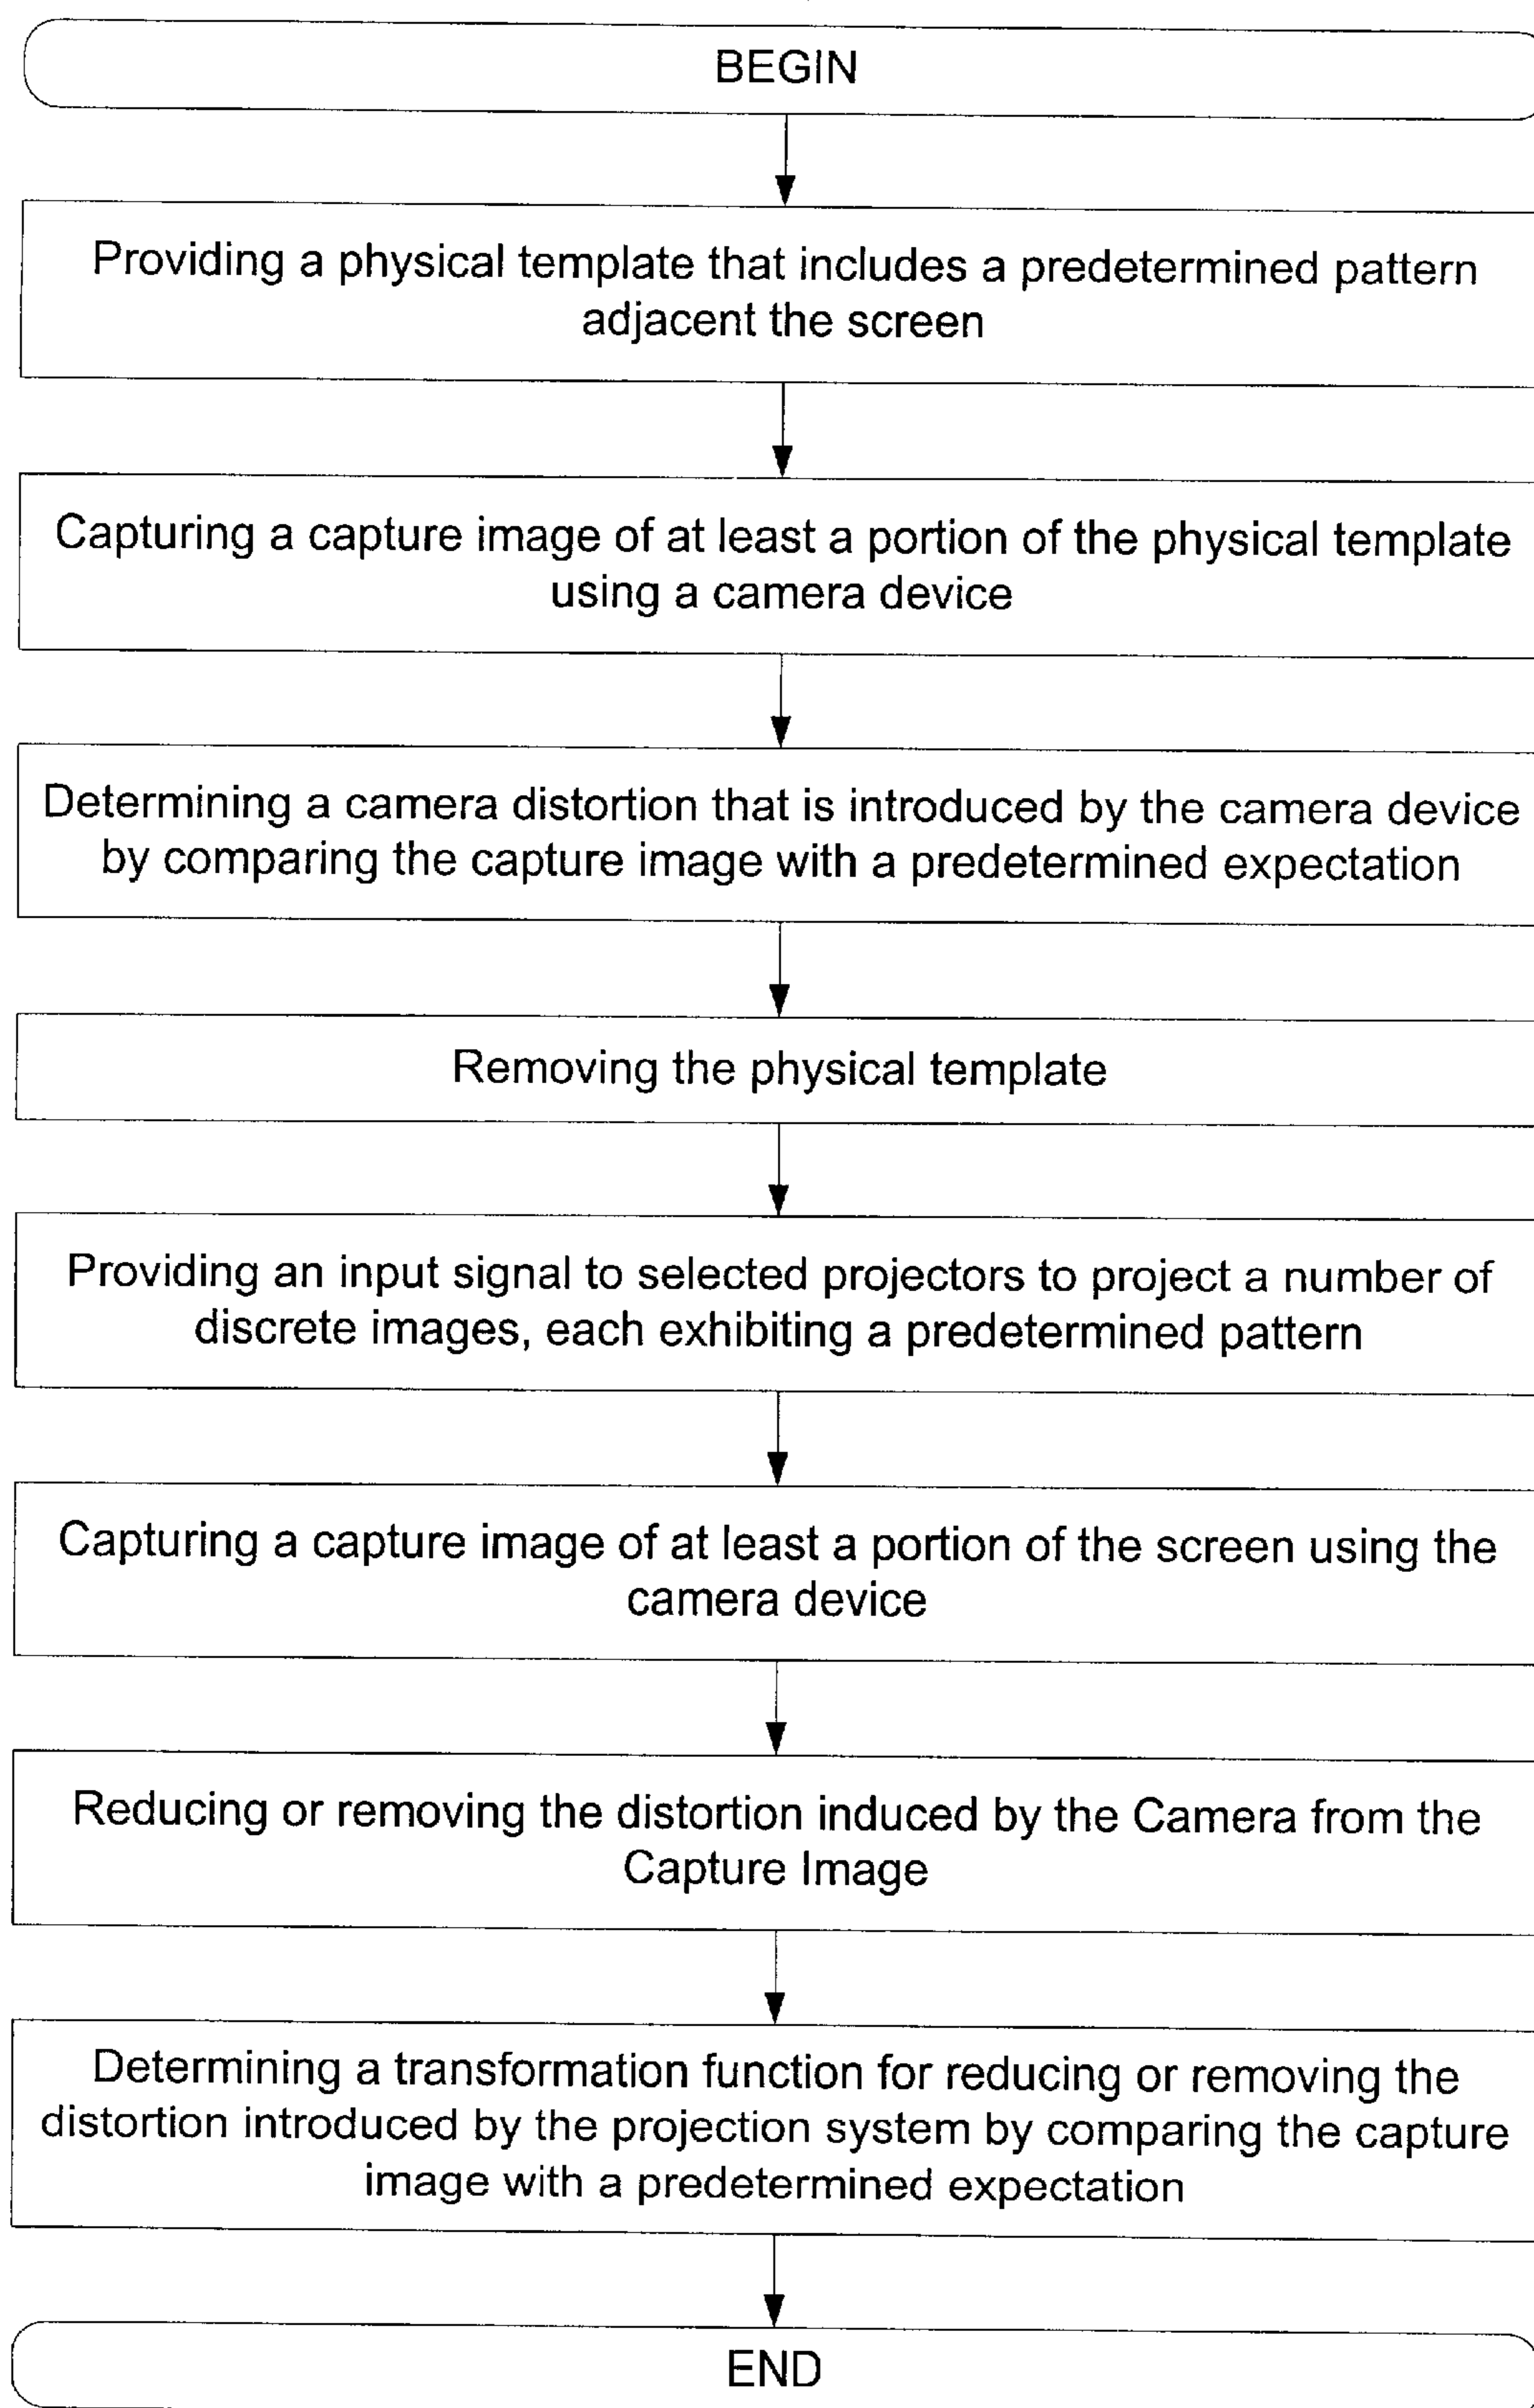 BEGIN
Providing a physical template that includes a predetermined pattern
adjacent the screen
Capturing a capture image of at least a portion of the physical template
using a camera device
Determining a camera distortion that is introduced by the camera device
by comparing the capture image with a predetermined expectation
Removing the physical template
Providing an input signal to selected projectors to project a number of
discrete images, each exhibiting a predetermined pattern
Capturing a capture image of at least a portion of the screen using the
camera device
Reducing or removing the distortion induced by the Camera from the
Capture Image
Determining a transformation function for reducing or removing the
distortion introduced by the projection system by comparing the capture
image with a predetermined expectation
END